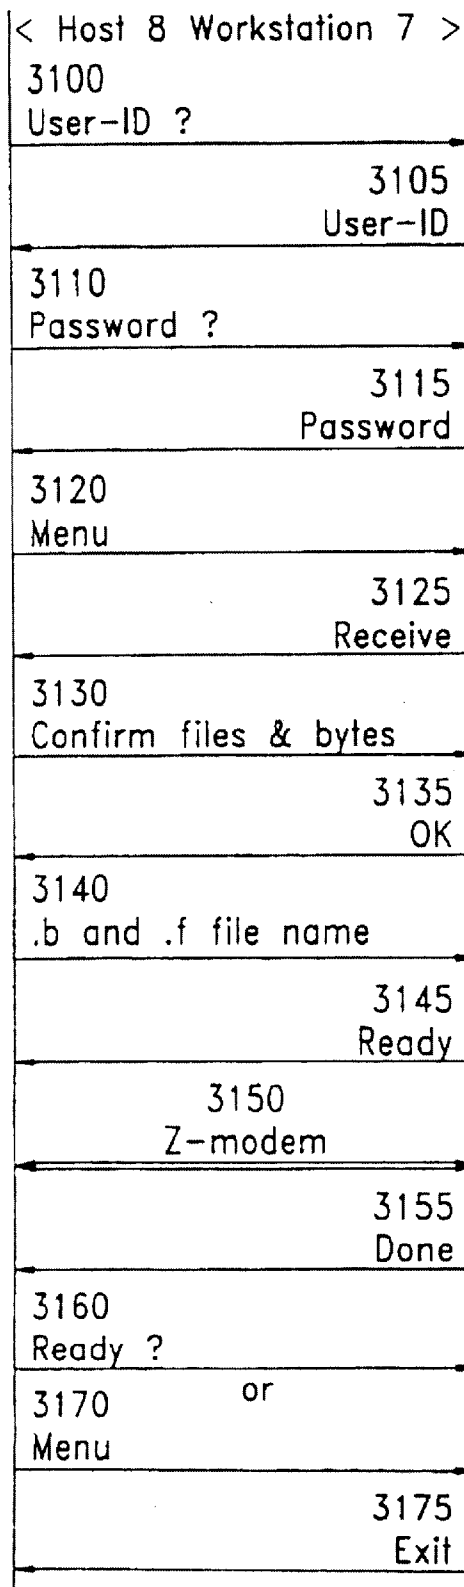 < Host 8 Workstation 7 >
3100
User-ID ?
3105
User-ID
3110
Password ?
3115
Password
3120
Menu
3125
Receive
3130
Confirm files & bytes
3135
OK
3140
.b and .f file name
3145
Ready
3150
Z-modem
3155
Done
3160
Ready ?
or
3170
Menu
3175
Exit